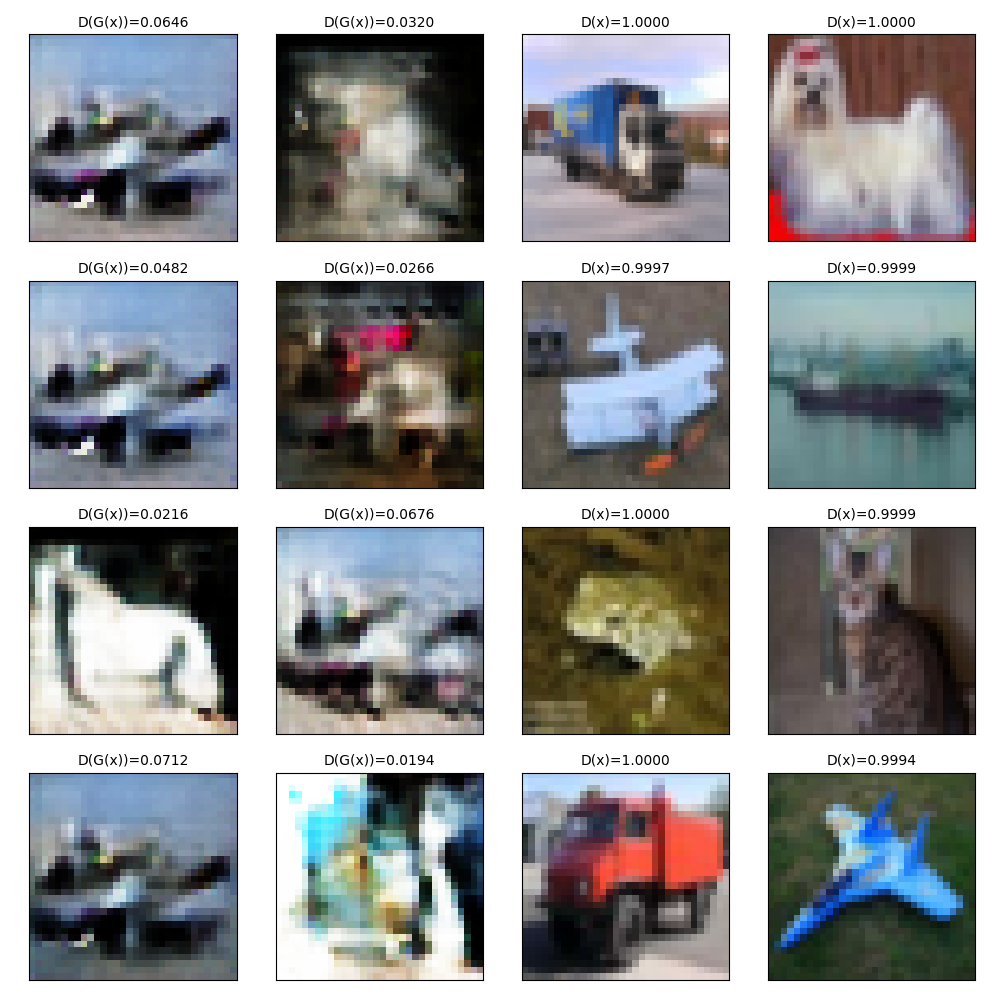 D(G(x))=0.0646 D(G(x))=0.0320 D(x)=1.0000 D(x)=1.0000
D(G(x))=0.0482 D(G(x))=0.0266 D(x)=0.9997 D(x)=0.9999
D(G(x))=0.0216 D(G(x))=0.0676 D(x)=1.0000 D(x)=0.9999
D(G(x))=0.0712 D(G(x))=0.0194 D(x)=1.0000 D(x)=0.9994